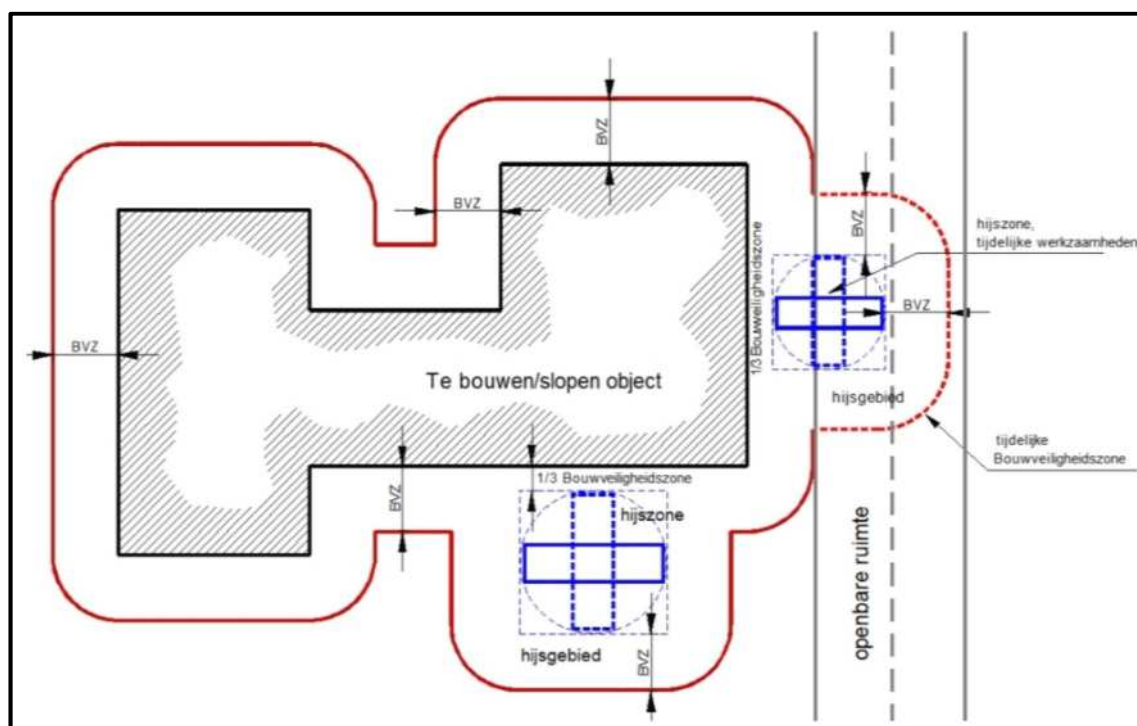 BVZ
BVZ
BVZ
hijszone,
tijdelijke werkzaamheden
1/3 Bouwveiligheidszone
BVZ
BVZ
Te bouwen/slopen object
hijsgebied
tijdelijke
Bouwveiligheidszone
1/3 Bouwveiligheidszone
BVZ
hijszone
openbare ruimte
hijsgebied
BVZ